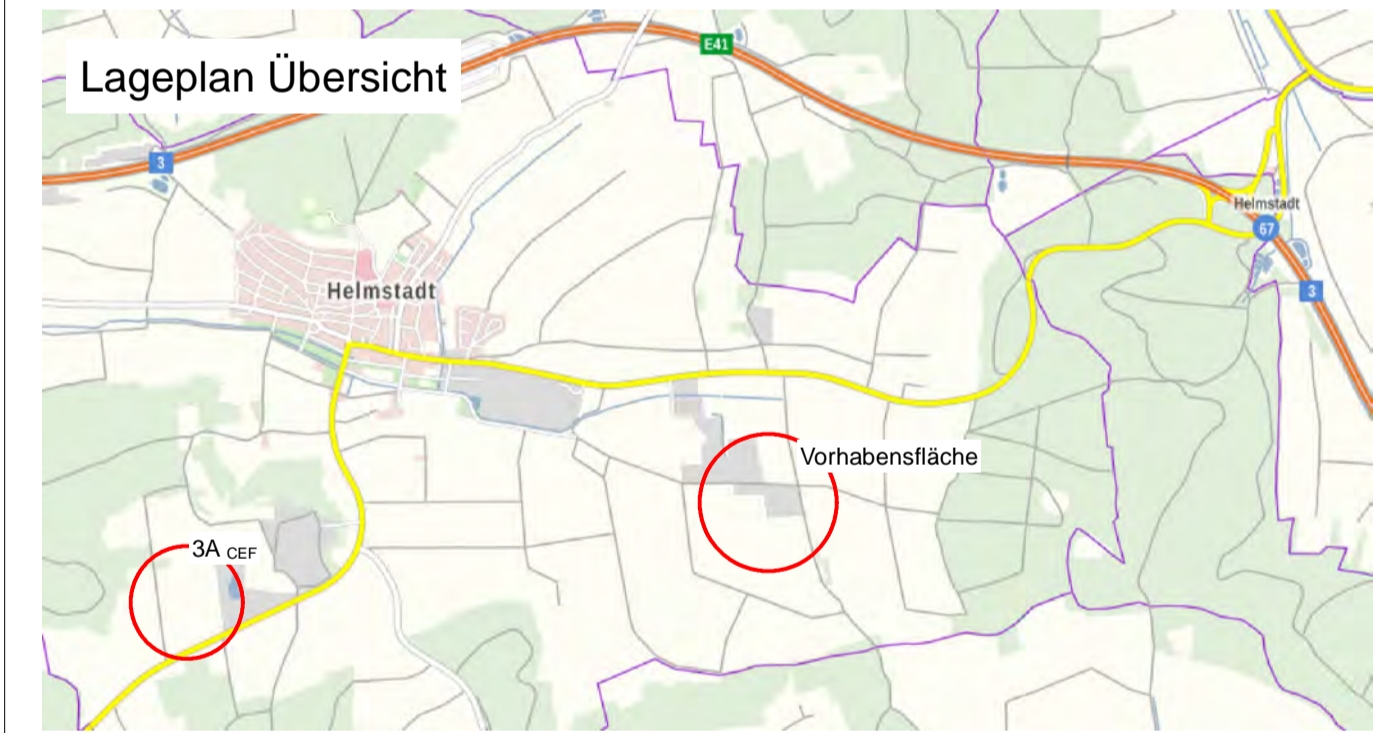 Lageplan Übersicht
E41
3
Helmstadt
67
3
Helmstadt
Vorhabensfläche
3A CEF